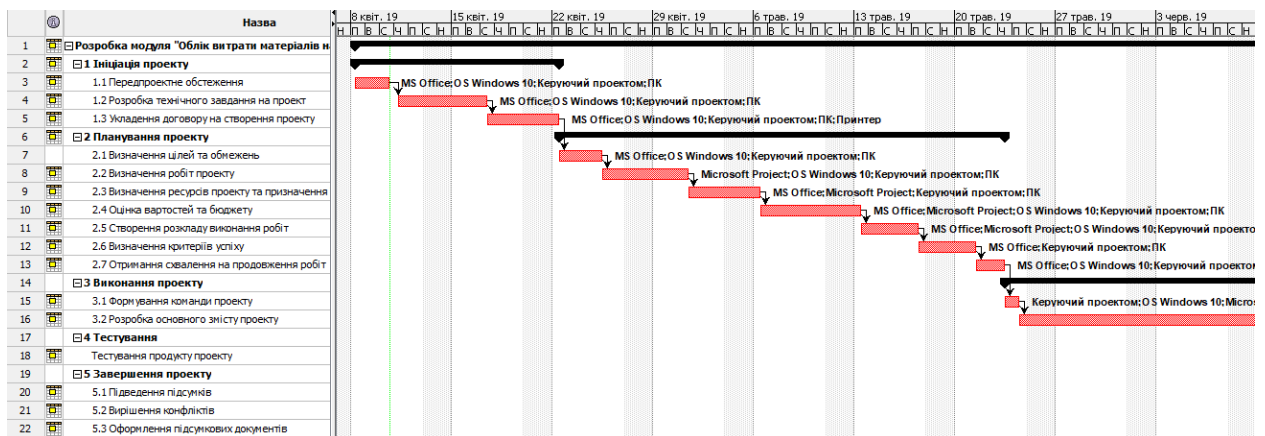 Назва
8 квіт. 19 15 квіт. 19 22 квіт. 19 29 квіт. 19 6 трав. 19 13 трав. 19 20 трав. 19 27 трав. 19 3 черв. 19
Н П В С Ч П С Н П В С Ч П С Н П В С Ч П С Н П В С Ч П С Н П В С Ч П С Н П В С Ч П С Н П В С Ч П С Н П В С Ч П С Н П В С Ч П С Н
1 Розробка модуля "Облік витрати матеріалів н
2 1 Ініціація проекту
3 1.1 Передпроектне обстеження MS Office;OS Windows 10;Керуючий проектом;ПК
4 1.2 Розробка технічного завдання на проект MS Office;OS Windows 10;Керуючий проектом;ПК
5 1.3 Укладення договору на створення проекту MS Office;OS Windows 10;Керуючий проектом;ПК;Принтер
6 2 Планування проекту
7 2.1 Визначення цілей та обмежень MS Office;OS Windows 10;Керуючий проектом;ПК
8 2.2 Визначення робіт проекту Microsoft Project;OS Windows 10;Керуючий проектом;ПК
9 2.3 Визначення ресурсів проекту та призначення MS Office;Microsoft Project;Керуючий проектом;ПК
10 2.4 Оцінка вартостей та бюджету MS Office;Microsoft Project;OS Windows 10;Керуючий проектом;ПК
11 2.5 Створення розкладу виконання робіт MS Office;Microsoft Project;OS Windows 10;Керуючий проекто
12 2.6 Визначення критеріїв успіху MS Office;Керуючий проектом;ПК
13 2.7 Отримання схвалення на продовження робіт MS Office;OS Windows 10;Керуючий проектом
14 3 Виконання проекту
15 3.1 Формування команди проекту Керуючий проектом;OS Windows 10;Micros
16 3.2 Розробка основного змісту проекту
17 4 Тестування
18 Тестування продукту проекту
19 5 Завершення проекту
20 5.1 Підведення підсумків
21 5.2 Вирішення конфліктів
22 5.3 Оформлення підсумкових документів